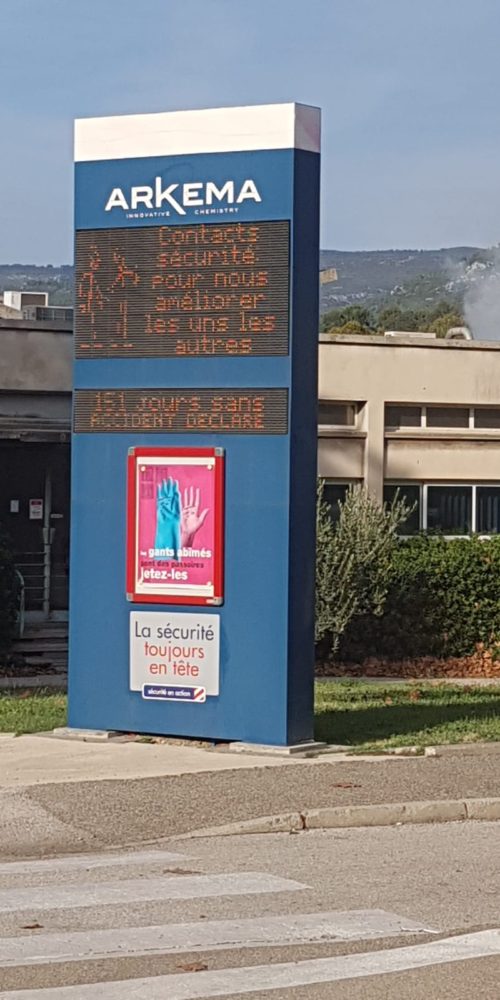 ARKEMA
INNOVATIVE CHEMISTRY
Contacts
sécurité
pour nous
améliorer
les uns les
autres
151 jours sans
ACCIDENT DECLARE
les gants abîmés
sont des passoires
jetez-les
La sécurité
toujours
en tête
sécurité en action